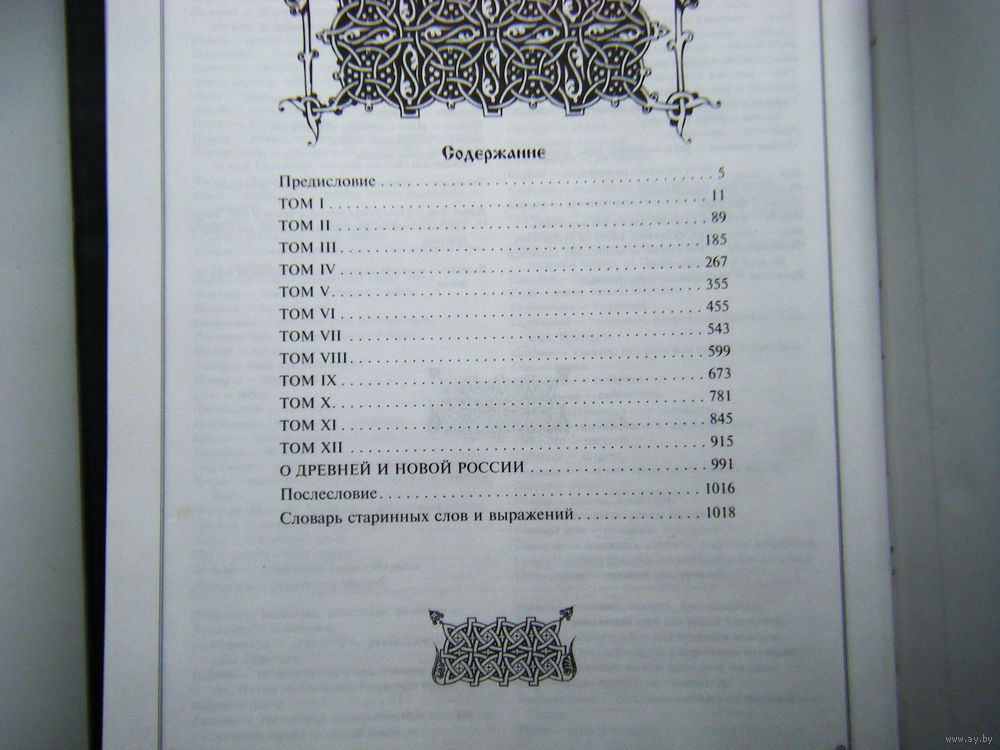 Содержание
Предисловие . . . . . . . . . . . . . . . . . . . . . . . . . . . . . . . . . . 5
ТОМ I . . . . . . . . . . . . . . . . . . . . . . . . . . . . . . . . . . 11
ТОМ II . . . . . . . . . . . . . . . . . . . . . . . . . . . . . . . . . . 89
ТОМ III . . . . . . . . . . . . . . . . . . . . . . . . . . . . . . . . . . 185
ТОМ IV . . . . . . . . . . . . . . . . . . . . . . . . . . . . . . . . . . 267
ТОМ V . . . . . . . . . . . . . . . . . . . . . . . . . . . . . . . . . . 355
ТОМ VI . . . . . . . . . . . . . . . . . . . . . . . . . . . . . . . . . . 455
ТОМ VII . . . . . . . . . . . . . . . . . . . . . . . . . . . . . . . . . . 543
ТОМ VIII . . . . . . . . . . . . . . . . . . . . . . . . . . . . . . . . . . 599
ТОМ IX . . . . . . . . . . . . . . . . . . . . . . . . . . . . . . . . . . 673
ТОМ X . . . . . . . . . . . . . . . . . . . . . . . . . . . . . . . . . . 781
ТОМ XI . . . . . . . . . . . . . . . . . . . . . . . . . . . . . . . . . . 845
ТОМ XII . . . . . . . . . . . . . . . . . . . . . . . . . . . . . . . . . . 915
О ДРЕВНЕЙ И НОВОЙ РОССИИ . . . . . . . . . . . . . . . . . 991
Послесловие . . . . . . . . . . . . . . . . . . . . . . . . . . . . . . 1016
Словарь старинных слов и выражений . . . . . . . . . . . . . . 1018
www.ay.by